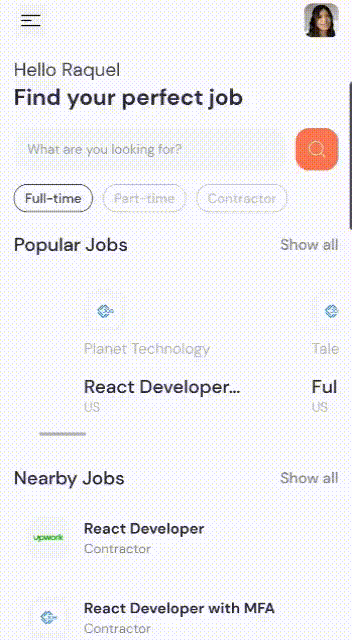 Hello Raquel
Find your perfect job
What are you looking for?
Full-time Part-time Contractor
Popular Jobs Show all
Planet Technology Tale
React Developer... Ful
US US
Nearby Jobs Show all
upwork React Developer
Contractor
React Developer with MFA
Contractor